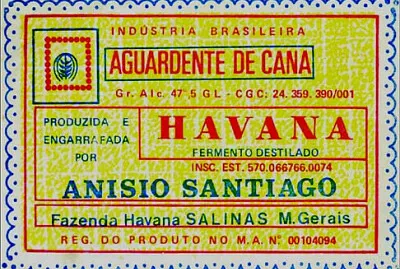 INDÚSTRIA BRASILEIRA
AGUARDENTE DE CANA
Gr. Alc. 47°5 GL - CGC: 24.359.390/001
PRODUZIDA E
ENGARRAFADA
POR
HAVANA
FERMENTO DESTILADO
INSC. EST. 570.066766.0074
ANISIO SANTIAGO
Fazenda Havana SALINAS M.Gerais
REG. DO PRODUTO NO M.A. Nº 00104094